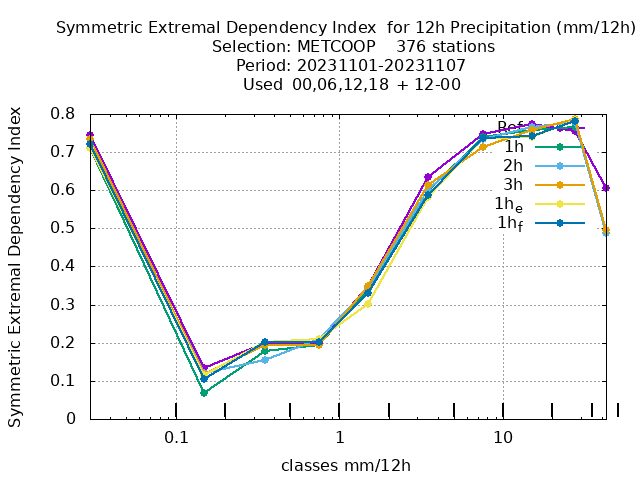 Symmetric Extremal Dependency Index  for 12h Precipitation (mm/12h)
Selection: METCOOP    376 stations
Period: 20231101-20231107
Used  00,06,12,18  + 12-00
Symmetric Extremal Dependency Index
0.8
0.7
0.6
0.5
0.4
0.3
0.2
0.1
0
Ref
1h
2h
3h
1he
1hf
0.1
1
10
classes mm/12h